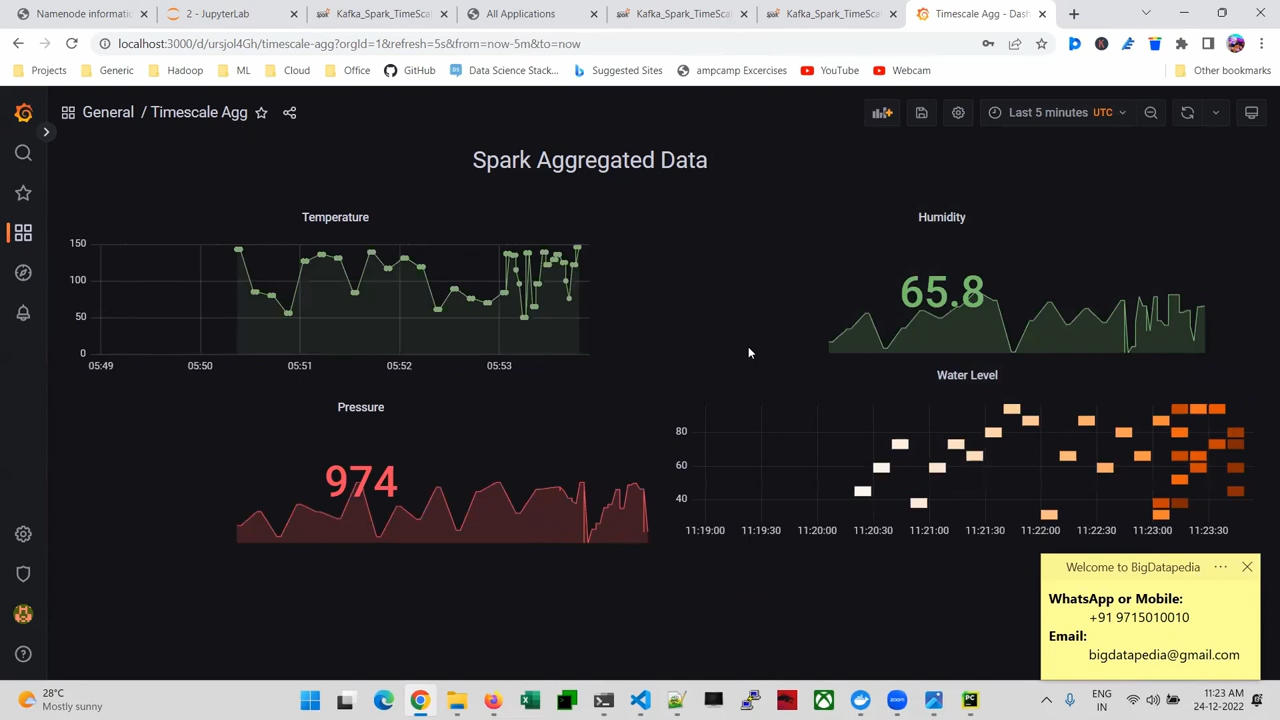 Namenode informati
2 - JupyterLab
Kafka_Spark_TimeScal
All Applications
Kafka_Spark_TimeScal
Kafka_Spark_TimeScal
Timescale Agg - Dash
localhost:3000/d/ursjol4Gh/timescale-agg?orgId=1&refresh=5s&from=now-5m&to=now
Projects
Generic
Hadoop
ML
Cloud
Office
GitHub
Data Science Stack...
Suggested Sites
ampcamp Excercises
YouTube
Webcam
Other bookmarks
General / Timescale Agg
Last 5 minutes UTC
Spark Aggregated Data
Temperature
150
100
50
0
05:49 05:50 05:51 05:52 05:53
Humidity
65.8
Pressure
974
Water Level
80
60
40
11:19:00 11:19:30 11:20:00 11:20:30 11:21:00 11:21:30 11:22:00 11:22:30 11:23:00 11:23:30
Welcome to BigDatapedia
WhatsApp or Mobile:
+91 9715010010
Email:
bigdatapedia@gmail.com
28°C
Mostly sunny
ENG
IN
11:23 AM
24-12-2022